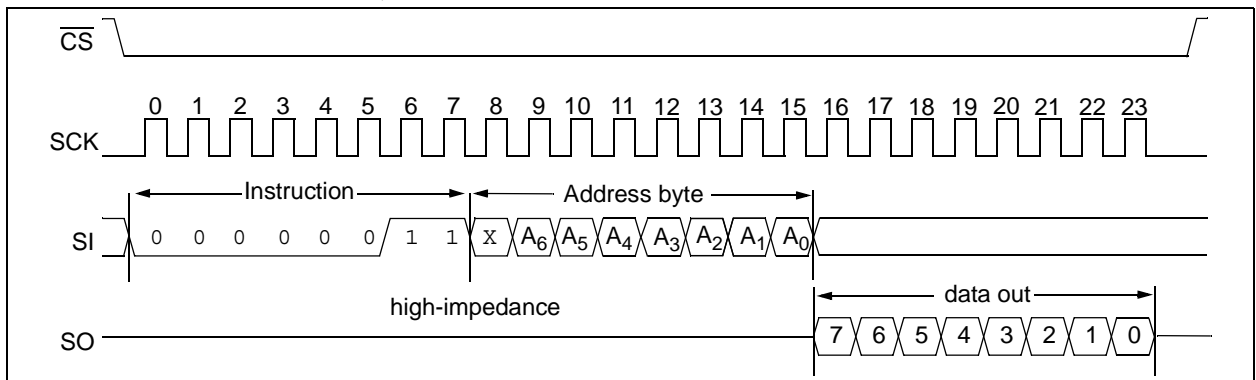 CS
0 1 2 3 4 5 6 7 8 9 10 11 12 13 14 15 16 17 18 19 20 21 22 23
SCK
Instruction Address byte
SI 0 0 0 0 0 0 1 1 X A6 A5 A4 A3 A2 A1 A0
high-impedance data out
SO 7 6 5 4 3 2 1 0